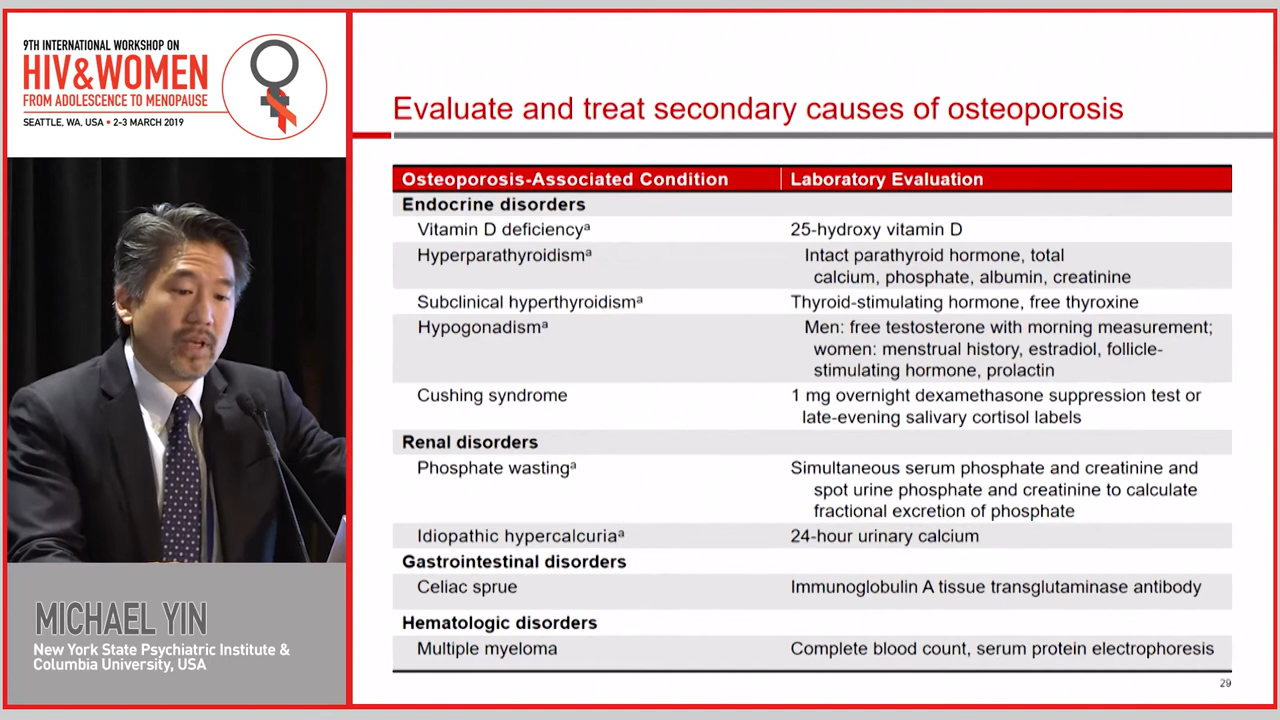 9TH INTERNATIONAL WORKSHOP ON
HIV&WOMEN
FROM ADOLESCENCE TO MENOPAUSE
SEATTLE, WA, USA • 2-3 MARCH 2019
MICHAEL YIN
New York State Psychiatric Institute &
Columbia University, USA
Evaluate and treat secondary causes of osteoporosis
Osteoporosis-Associated Condition Laboratory Evaluation
Endocrine disorders
Vitamin D deficiencyᵃ 25-hydroxy vitamin D
Hyperparathyroidismᵃ Intact parathyroid hormone, total
calcium, phosphate, albumin, creatinine
Subclinical hyperthyroidismᵃ Thyroid-stimulating hormone, free thyroxine
Hypogonadismᵃ Men: free testosterone with morning measurement;
women: menstrual history, estradiol, follicle-
stimulating hormone, prolactin
Cushing syndrome 1 mg overnight dexamethasone suppression test or
late-evening salivary cortisol labels
Renal disorders
Phosphate wastingᵃ Simultaneous serum phosphate and creatinine and
spot urine phosphate and creatinine to calculate
fractional excretion of phosphate
Idiopathic hypercalcuriaᵃ 24-hour urinary calcium
Gastrointestinal disorders
Celiac sprue Immunoglobulin A tissue transglutaminase antibody
Hematologic disorders
Multiple myeloma Complete blood count, serum protein electrophoresis
29